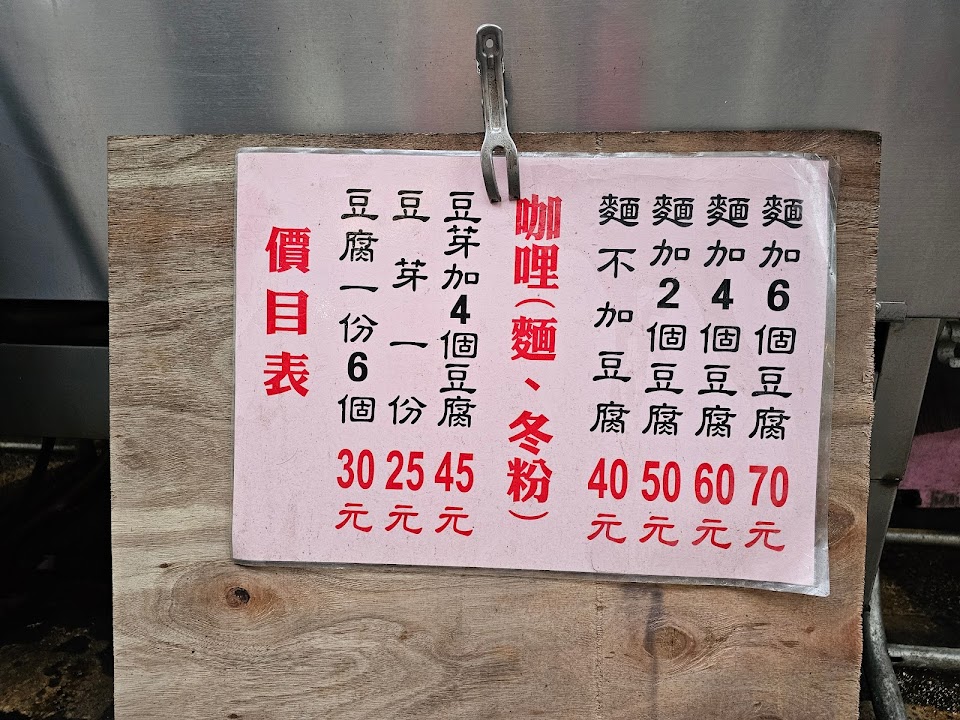 價目表
豆腐一份6個30元
豆芽一份25元
豆芽加4個豆腐45元
咖哩(麵、冬粉)
麵不加豆腐40元
麵加2個豆腐50元
麵加4個豆腐60元
麵加6個豆腐70元